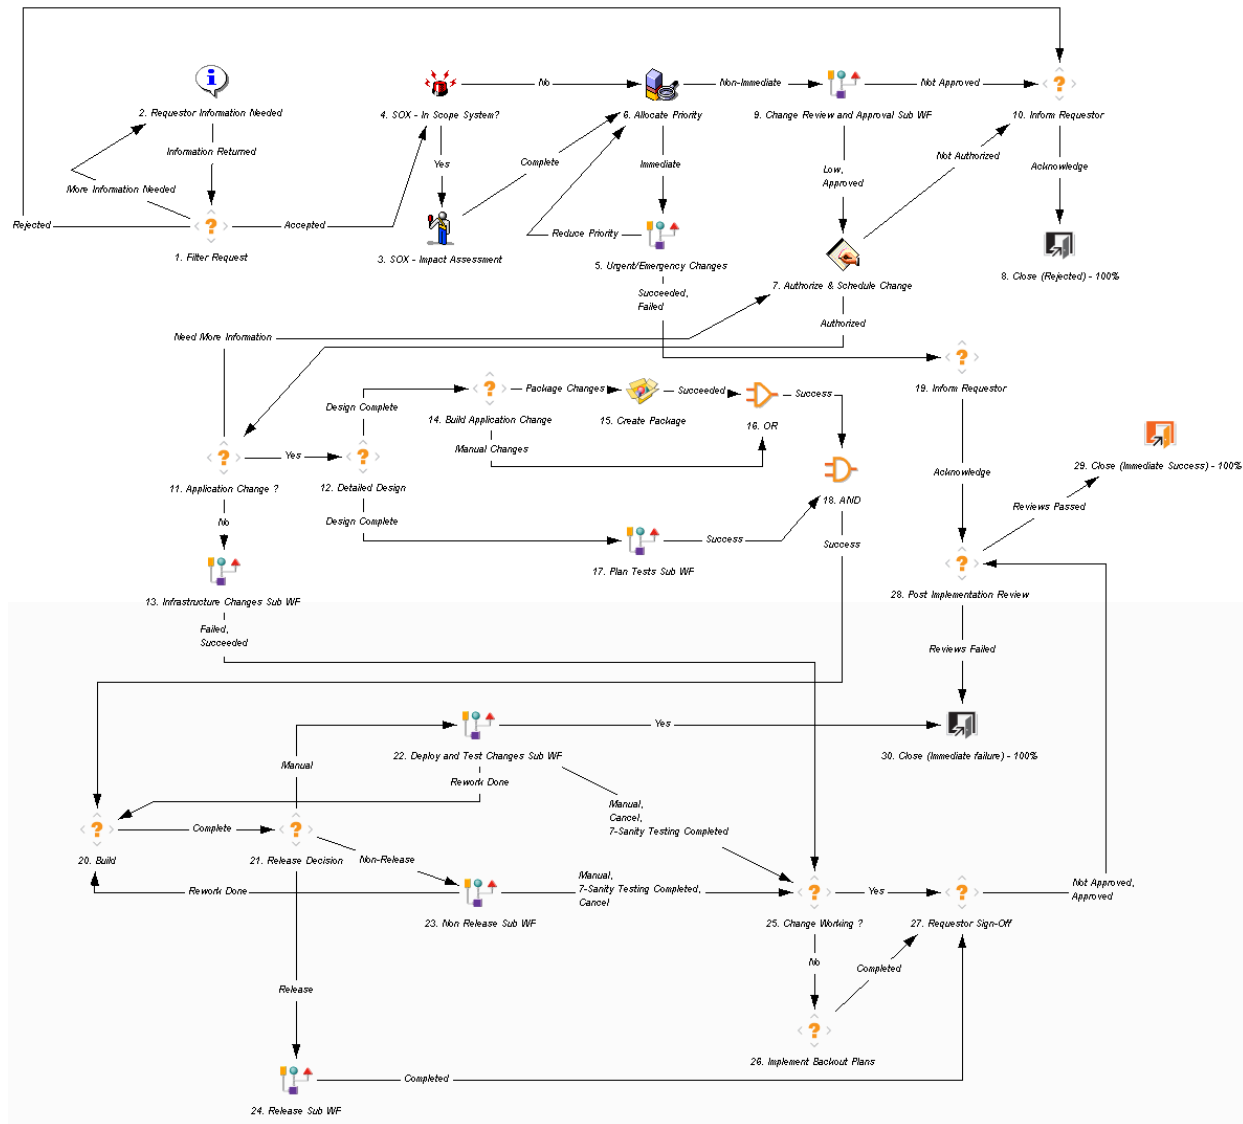 2. Requestor Information Needed
Information Returned
More Information Needed
Rejected
Accepted
1. Filter Request
4. SOX - In Scope System?
No
Yes
Complete
3. SOX - Impact Assessment
6. Allocate Priority
Non-Immediate
Immediate
Reduce Priority
5. Urgent/Emergency Changes
Succeeded,
Failed
9. Change Review and Approval Sub WF
Not Approved
Low,
Approved
Not Authorized
7. Authorize & Schedule Change
Authorized
10. Inform Requestor
Acknowledge
8. Close (Rejected) - 100%
Need More Information
19. Inform Requestor
Design Complete
14. Build Application Change
Package Changes
15. Create Package
Succeeded
16. OR
Success
Manual Changes
11. Application Change ?
Yes
12. Detailed Design
Design Complete
No
17. Plan Tests Sub WF
Success
18. AND
Success
Acknowledge
29. Close (Immediate Success) - 100%
Reviews Passed
13. Infrastructure Changes Sub WF
Failed,
Succeeded
28. Post Implementation Review
Reviews Failed
22. Deploy and Test Changes Sub WF
Yes
30. Close (Immediate failure) - 100%
Manual
Rework Done
Manual,
Cancel,
7-Sanity Testing Completed
20. Build
Complete
21. Release Decision
Non-Release
Rework Done
23. Non Release Sub WF
Manual,
7-Sanity Testing Completed,
Cancel
25. Change Working ?
Yes
27. Requestor Sign-Off
Not Approved,
Approved
No
Completed
26. Implement Backout Plans
Release
24. Release Sub WF
Completed